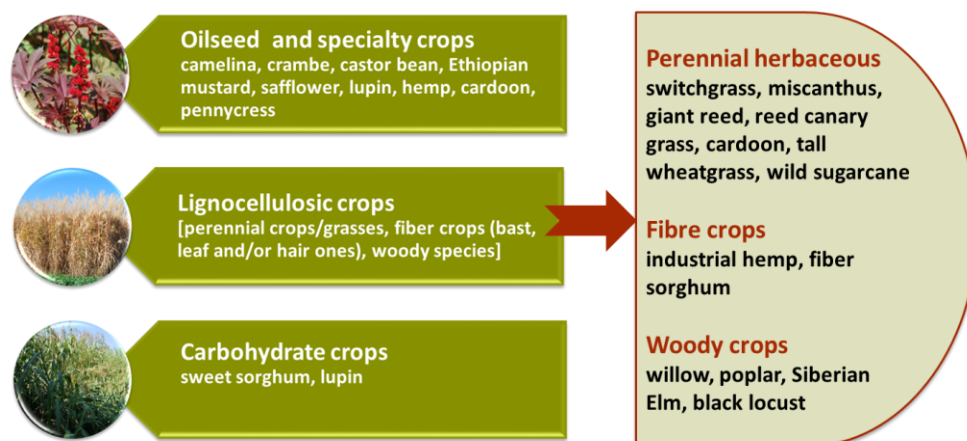 Oilseed and specialty crops
camelina, crambe, castor bean, Ethiopian
mustard, safflower, lupin, hemp, cardoon,
pennycress
Lignocellulosic crops
[perennial crops/grasses, fiber crops (bast,
leaf and/or hair ones), woody species]
Carbohydrate crops
sweet sorghum, lupin
Perennial herbaceous
switchgrass, miscanthus,
giant reed, reed canary
grass, cardoon, tall
wheatgrass, wild sugarcane
Fibre crops
industrial hemp, fiber
sorghum
Woody crops
willow, poplar, Siberian
Elm, black locust